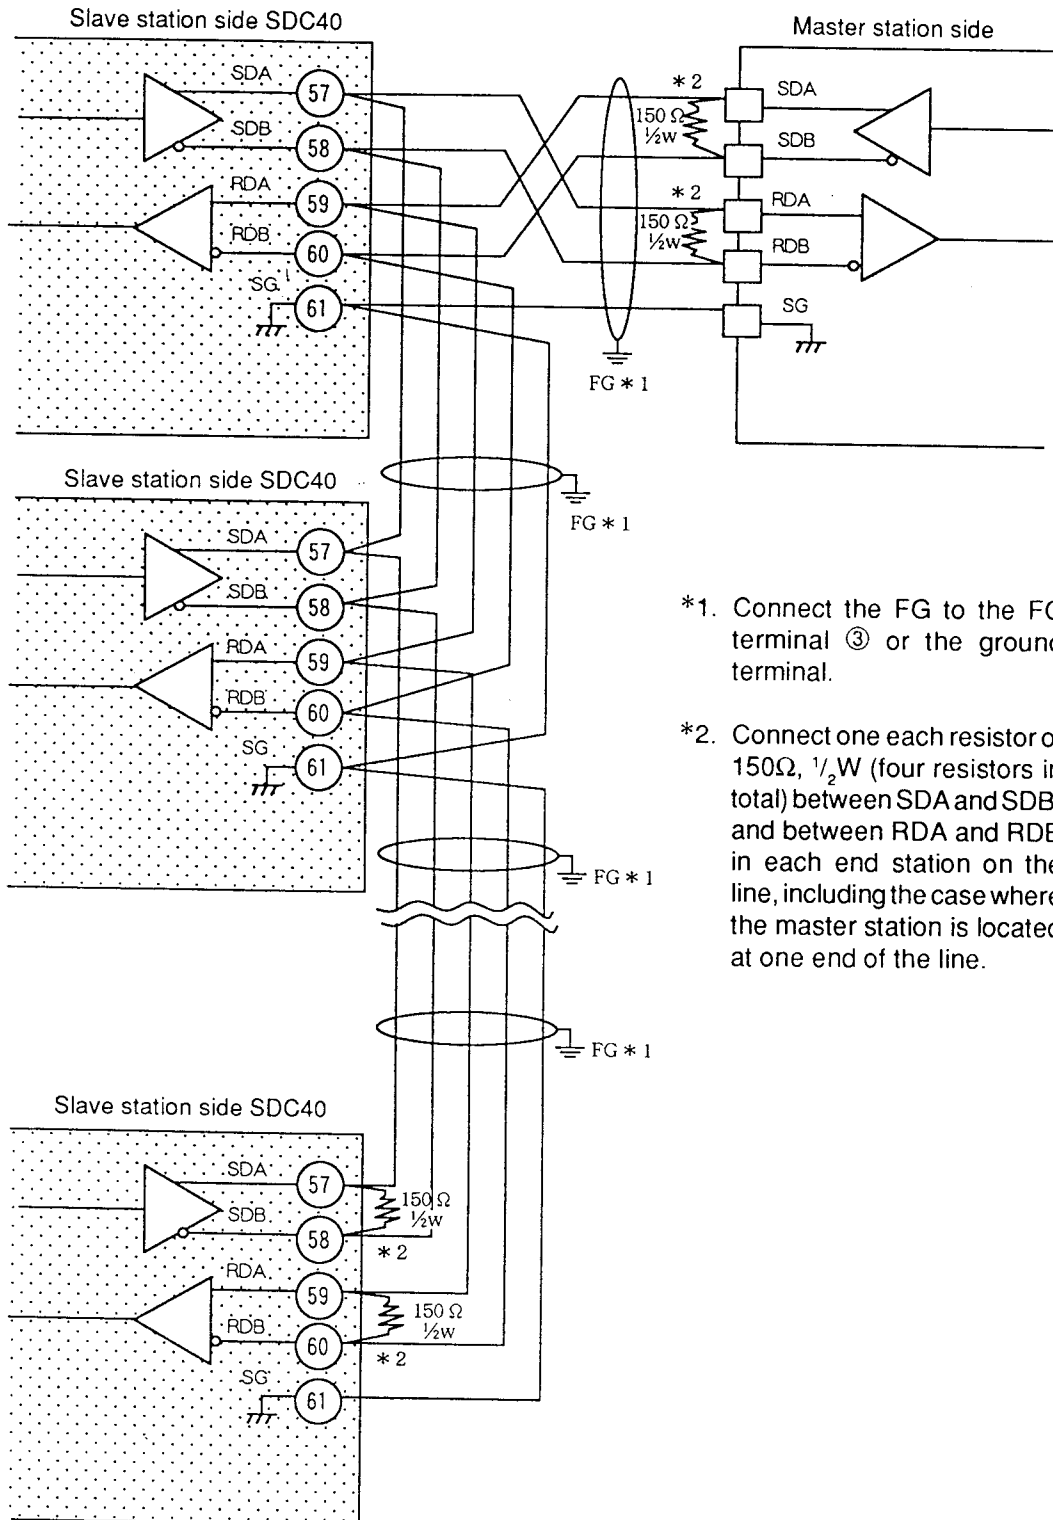 Slave station side SDC40
Master station side
SDA
57
SDB
58
RDA
59
RDB
60
SG
61
*2
150 Ω
½W
*2
150 Ω
½W
SDA
SDB
RDA
RDB
SG
FG *1
FG *1
Slave station side SDC40
SDA
57
SDB
58
RDA
59
RDB
60
SG
61
FG *1
FG *1
*1. Connect the FG to the FG
terminal ③ or the ground
terminal.
*2. Connect one each resistor o
150Ω, 1/2W (four resistors in
total) between SDA and SDB
and between RDA and RDB
in each end station on the
line, including the case where
the master station is located
at one end of the line.
Slave station side SDC40
SDA
57
150 Ω
½W
SDB
58
*2
RDA
59
150 Ω
½W
RDB
60
*2
SG
61